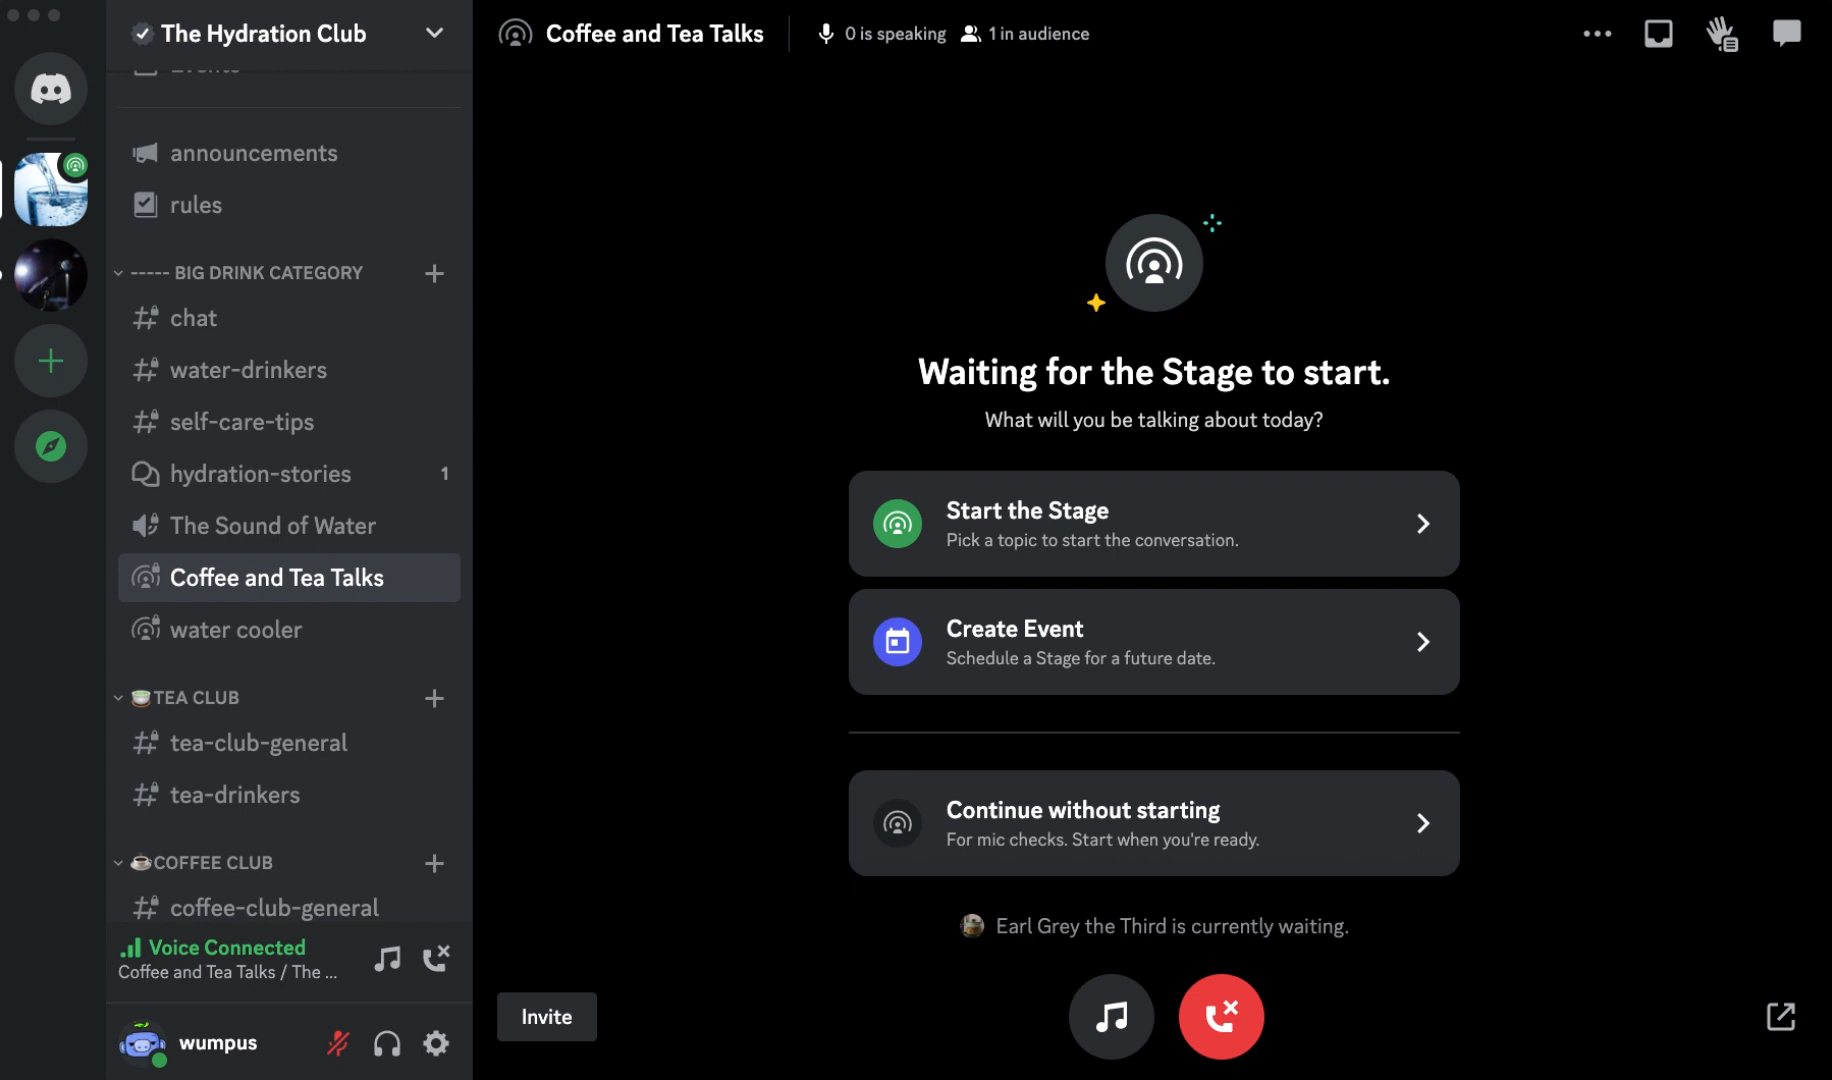 The Hydration Club
Events
announcements
rules
----- BIG DRINK CATEGORY
chat
water-drinkers
self-care-tips
hydration-stories 1
The Sound of Water
Coffee and Tea Talks
water cooler
TEA CLUB
tea-club-general
tea-drinkers
COFFEE CLUB
coffee-club-general
Voice Connected
Coffee and Tea Talks / The ...
wumpus
Coffee and Tea Talks
0 is speaking
1 in audience
Waiting for the Stage to start.
What will you be talking about today?
Start the Stage
Pick a topic to start the conversation.
Create Event
Schedule a Stage for a future date.
Continue without starting
For mic checks. Start when you're ready.
Earl Grey the Third is currently waiting.
Invite